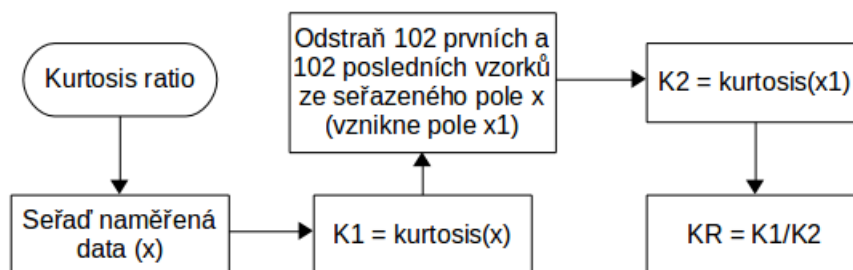 Kurtosis ratio
Seřaď naměřená
data (x)
K1 = kurtosis(x)
Odstraň 102 prvních a
102 posledních vzorků
ze seřazeného pole x
(vznikne pole x1)
K2 = kurtosis(x1)
KR = K1/K2